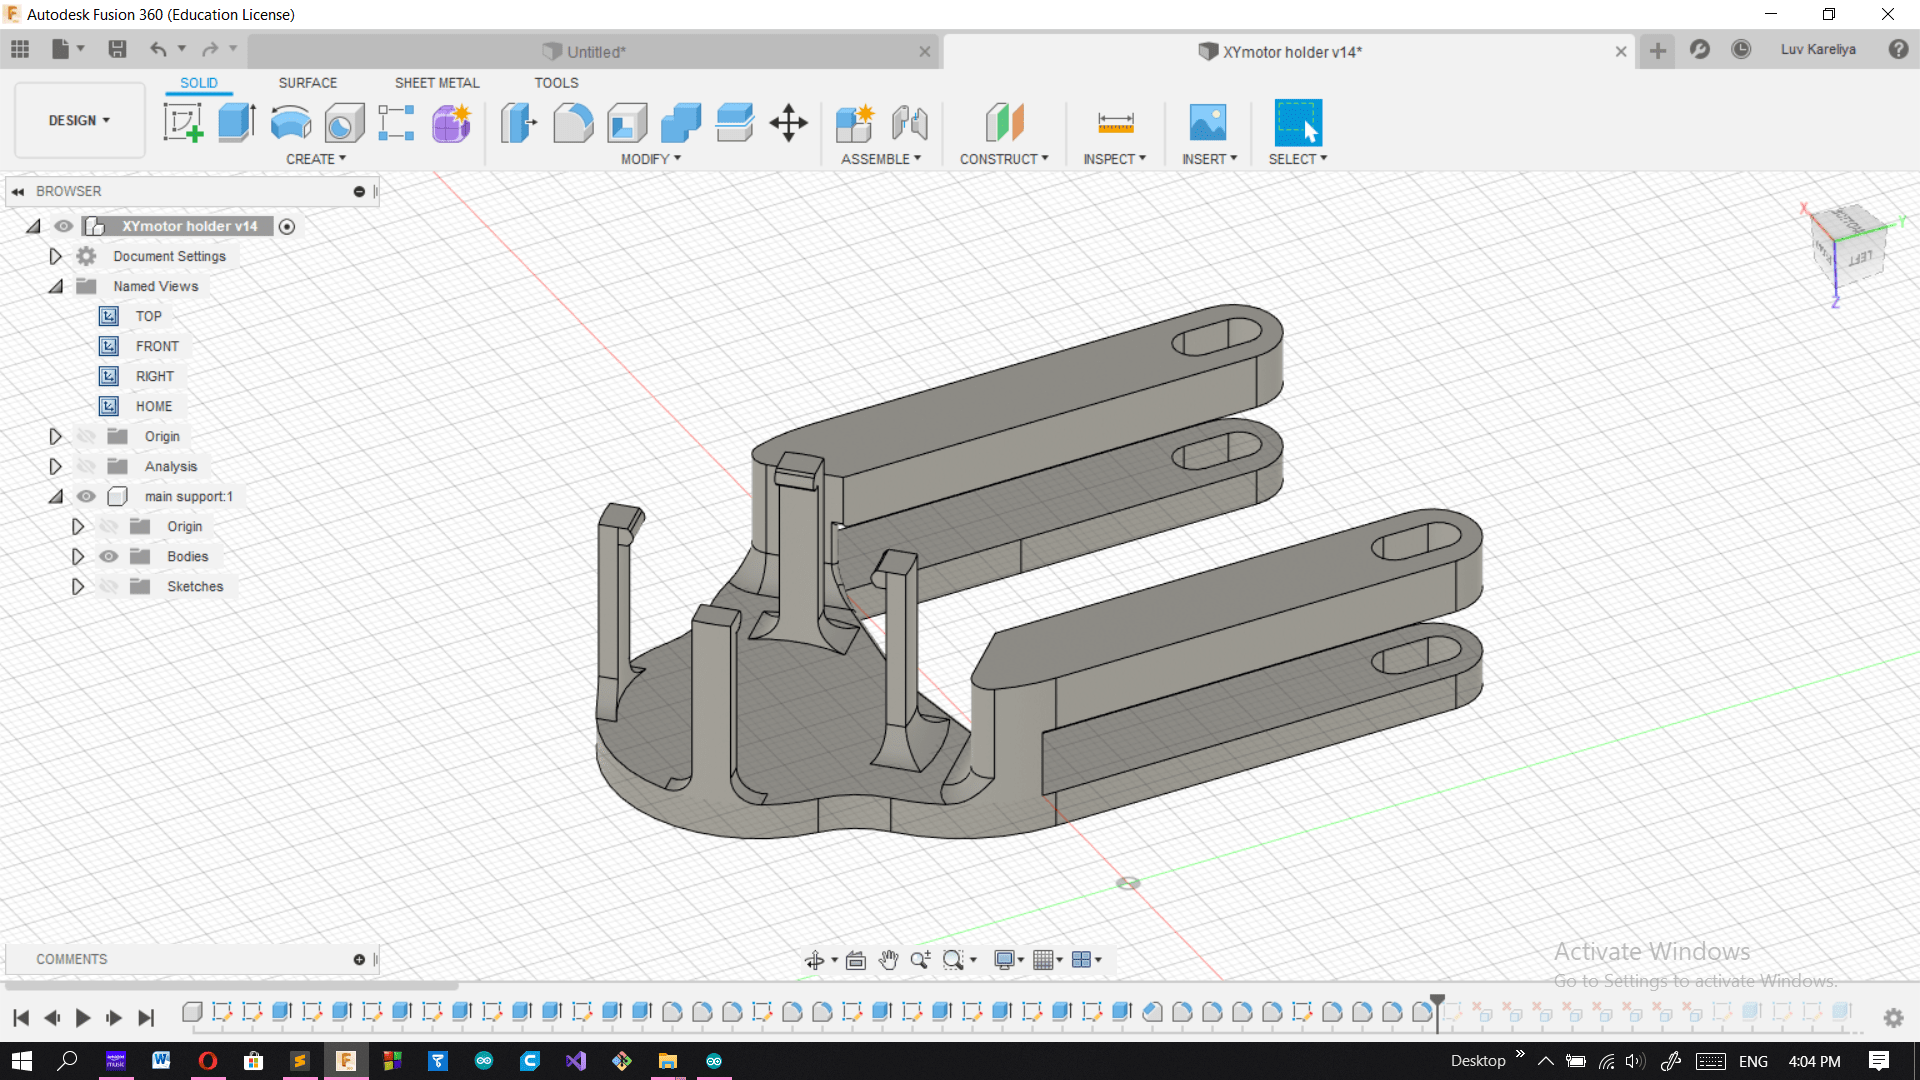 Autodesk Fusion 360 (Education License)
Untitled*
XYmotor holder v14*
Luv Kareliya
DESIGN
SOLID
SURFACE
SHEET METAL
TOOLS
CREATE
MODIFY
ASSEMBLE
CONSTRUCT
INSPECT
INSERT
SELECT
BROWSER
XYmotor holder v14
Document Settings
Named Views
TOP
FRONT
RIGHT
HOME
Origin
Analysis
main support:1
Origin
Bodies
Sketches
X
Y
LEFT
Z
COMMENTS
Activate Windows
Go to Settings to activate Windows.
Desktop
ENG
4:04 PM